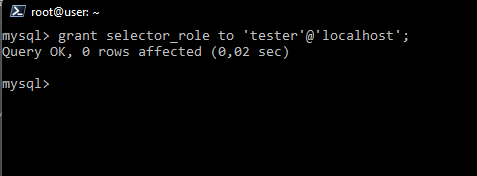 root@user: ~
mysql> grant selector_role to 'tester'@'localhost';
Query OK, 0 rows affected (0,02 sec)
mysql>